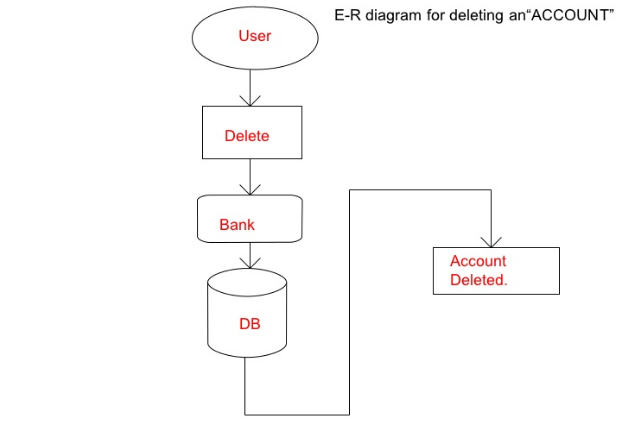 E-R diagram for deleting an“ACCOUNT”
User
Delete
Bank
DB
Account
Deleted.